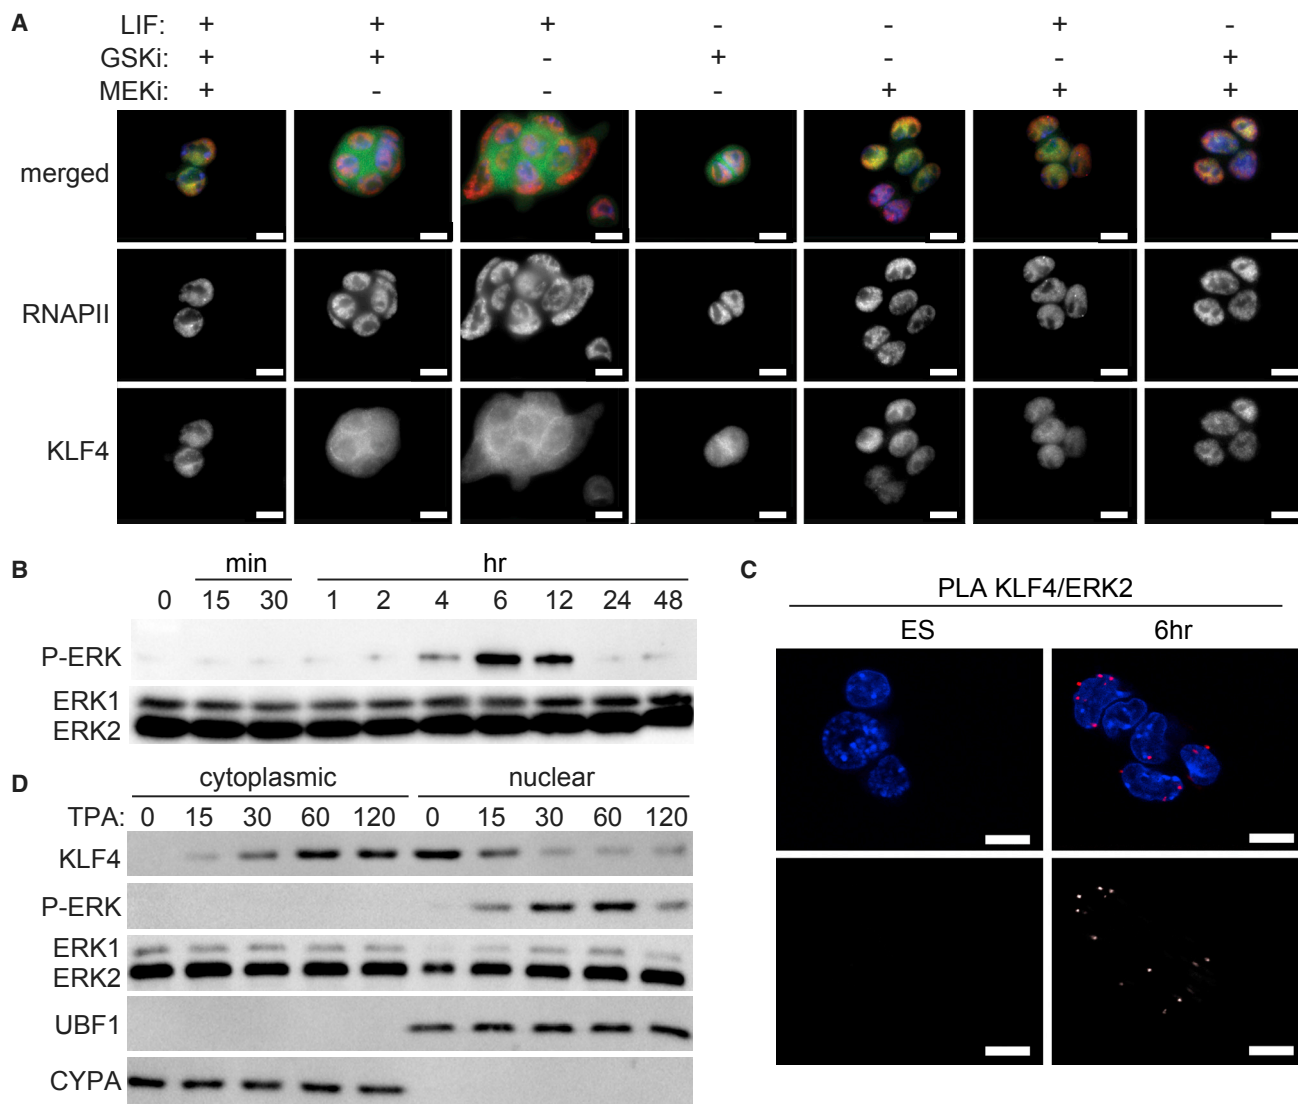 A
LIF: + + + - - + -
GSKi: + + - + - - +
MEKi: + - - - + + +
merged
RNAPII
KLF4
B
min hr
0 15 30 1 2 4 6 12 24 48
P-ERK
ERK1
ERK2
C
PLA KLF4/ERK2
ES 6hr
D
cytoplasmic nuclear
TPA: 0 15 30 60 120 0 15 30 60 120
KLF4
P-ERK
ERK1
ERK2
UBF1
CYPA